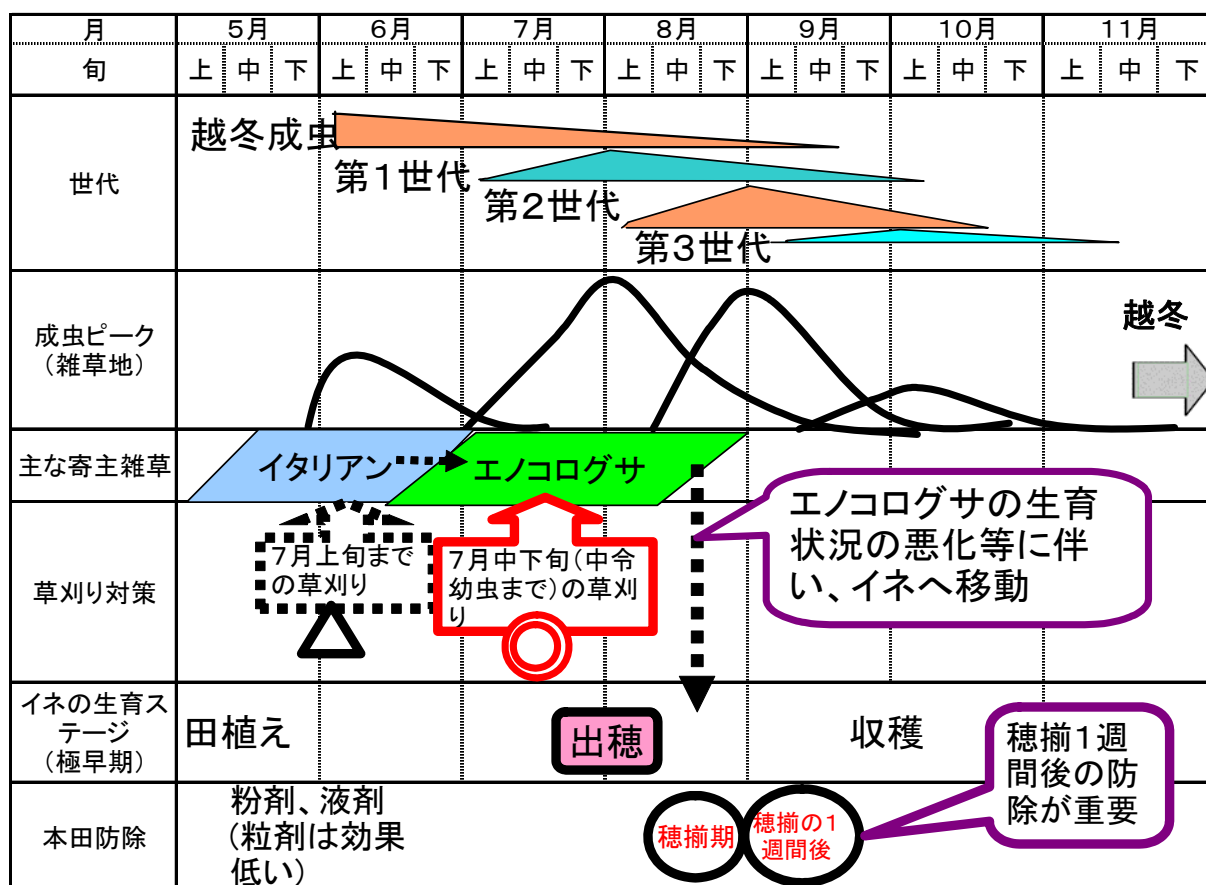 月 5月 6月 7月 8月 9月 10月 11月
旬 上 中 下 上 中 下 上 中 下 上 中 下 上 中 下 上 中 下 上 中 下
世代
越冬成虫
第1世代
第2世代
第3世代
成虫ピーク
（雑草地）
越冬
主な寄主雑草
イタリアン
エノコログサ
草刈り対策
7月上旬まで
の草刈り
7月中下旬（中令
幼虫まで）の草刈
り
エノコログサの生育
状況の悪化等に伴
い、イネへ移動
イネの生育ス
テージ
（極早期）
田植え
出穂
収穫
穂揃1週
間後の防
除が重要
本田防除
粉剤、液剤
（粒剤は効果
低い）
穂揃期
穂揃の1
週間後